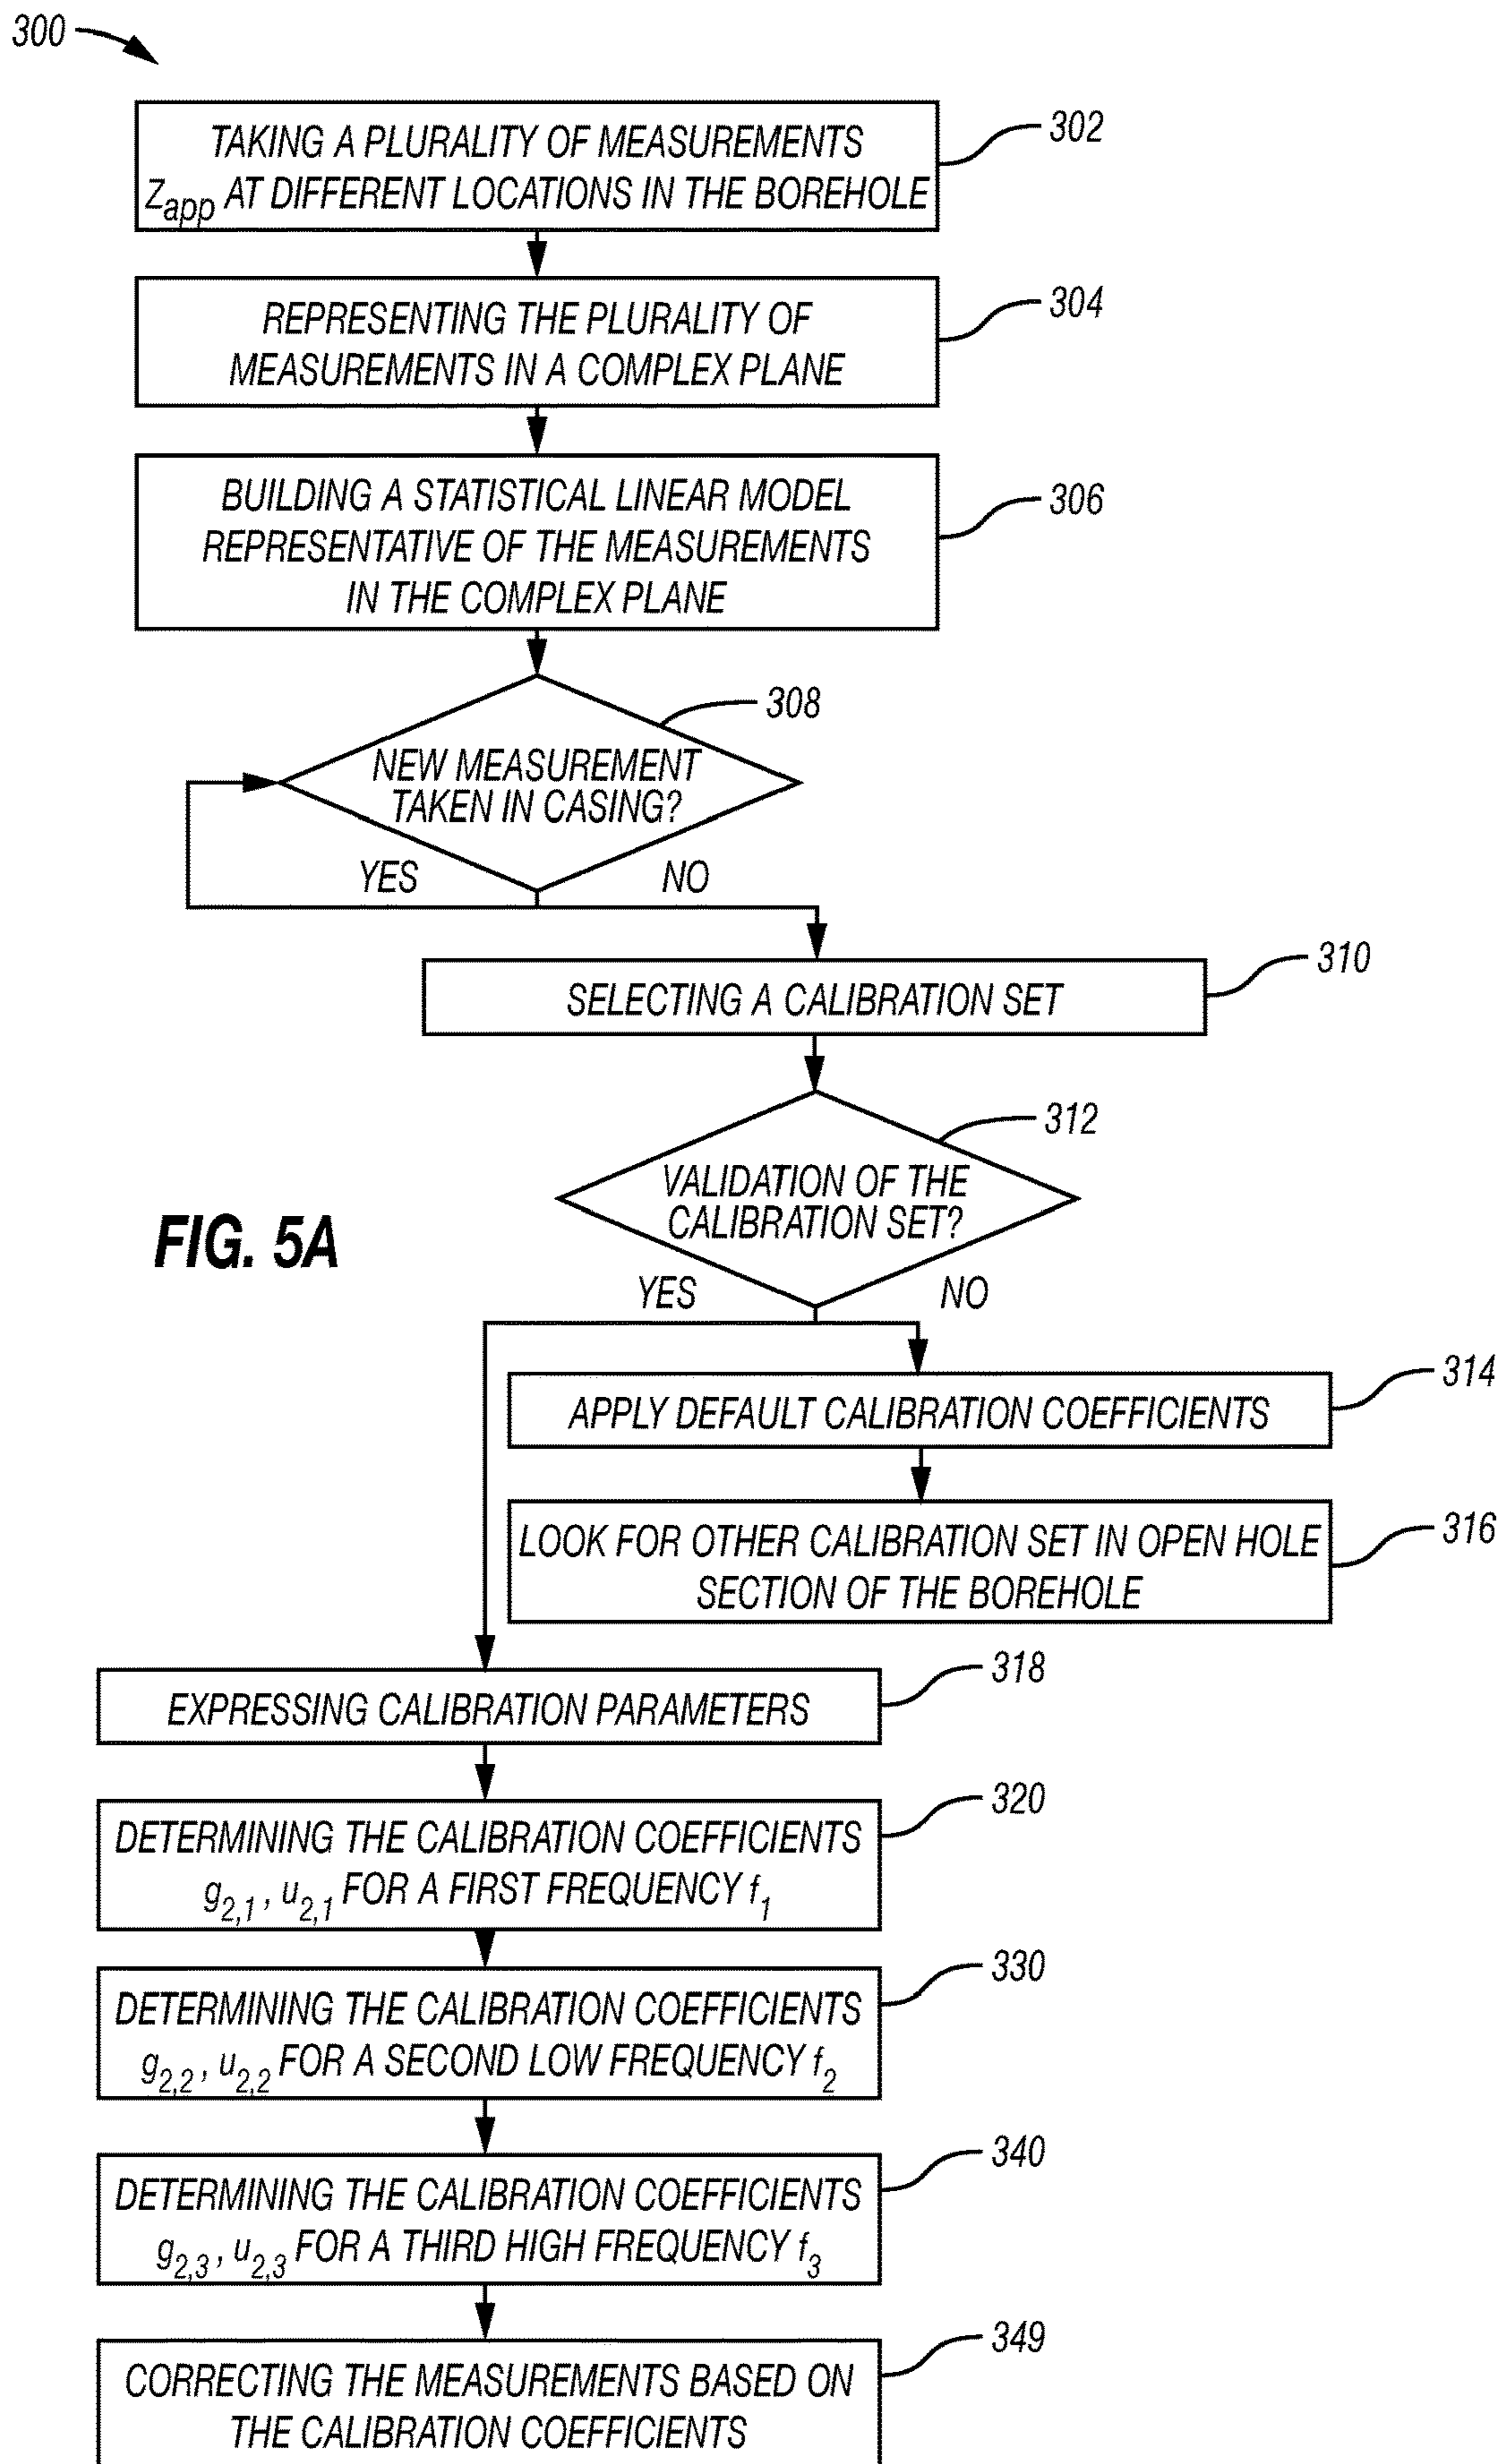 300
TAKING A PLURALITY OF MEASUREMENTS
Zapp AT DIFFERENT LOCATIONS IN THE BOREHOLE
302
REPRESENTING THE PLURALITY OF
MEASUREMENTS IN A COMPLEX PLANE
304
BUILDING A STATISTICAL LINEAR MODEL
REPRESENTATIVE OF THE MEASUREMENTS
IN THE COMPLEX PLANE
306
308
NEW MEASUREMENT
TAKEN IN CASING?
YES NO
SELECTING A CALIBRATION SET
310
312
VALIDATION OF THE
CALIBRATION SET?
FIG. 5A
YES NO
APPLY DEFAULT CALIBRATION COEFFICIENTS
314
LOOK FOR OTHER CALIBRATION SET IN OPEN HOLE
SECTION OF THE BOREHOLE
316
EXPRESSING CALIBRATION PARAMETERS
318
DETERMINING THE CALIBRATION COEFFICIENTS
g2,1, u2,1 FOR A FIRST FREQUENCY f1
320
DETERMINING THE CALIBRATION COEFFICIENTS
g2,2, u2,2 FOR A SECOND LOW FREQUENCY f2
330
DETERMINING THE CALIBRATION COEFFICIENTS
g2,3, u2,3 FOR A THIRD HIGH FREQUENCY f3
340
CORRECTING THE MEASUREMENTS BASED ON
THE CALIBRATION COEFFICIENTS
349